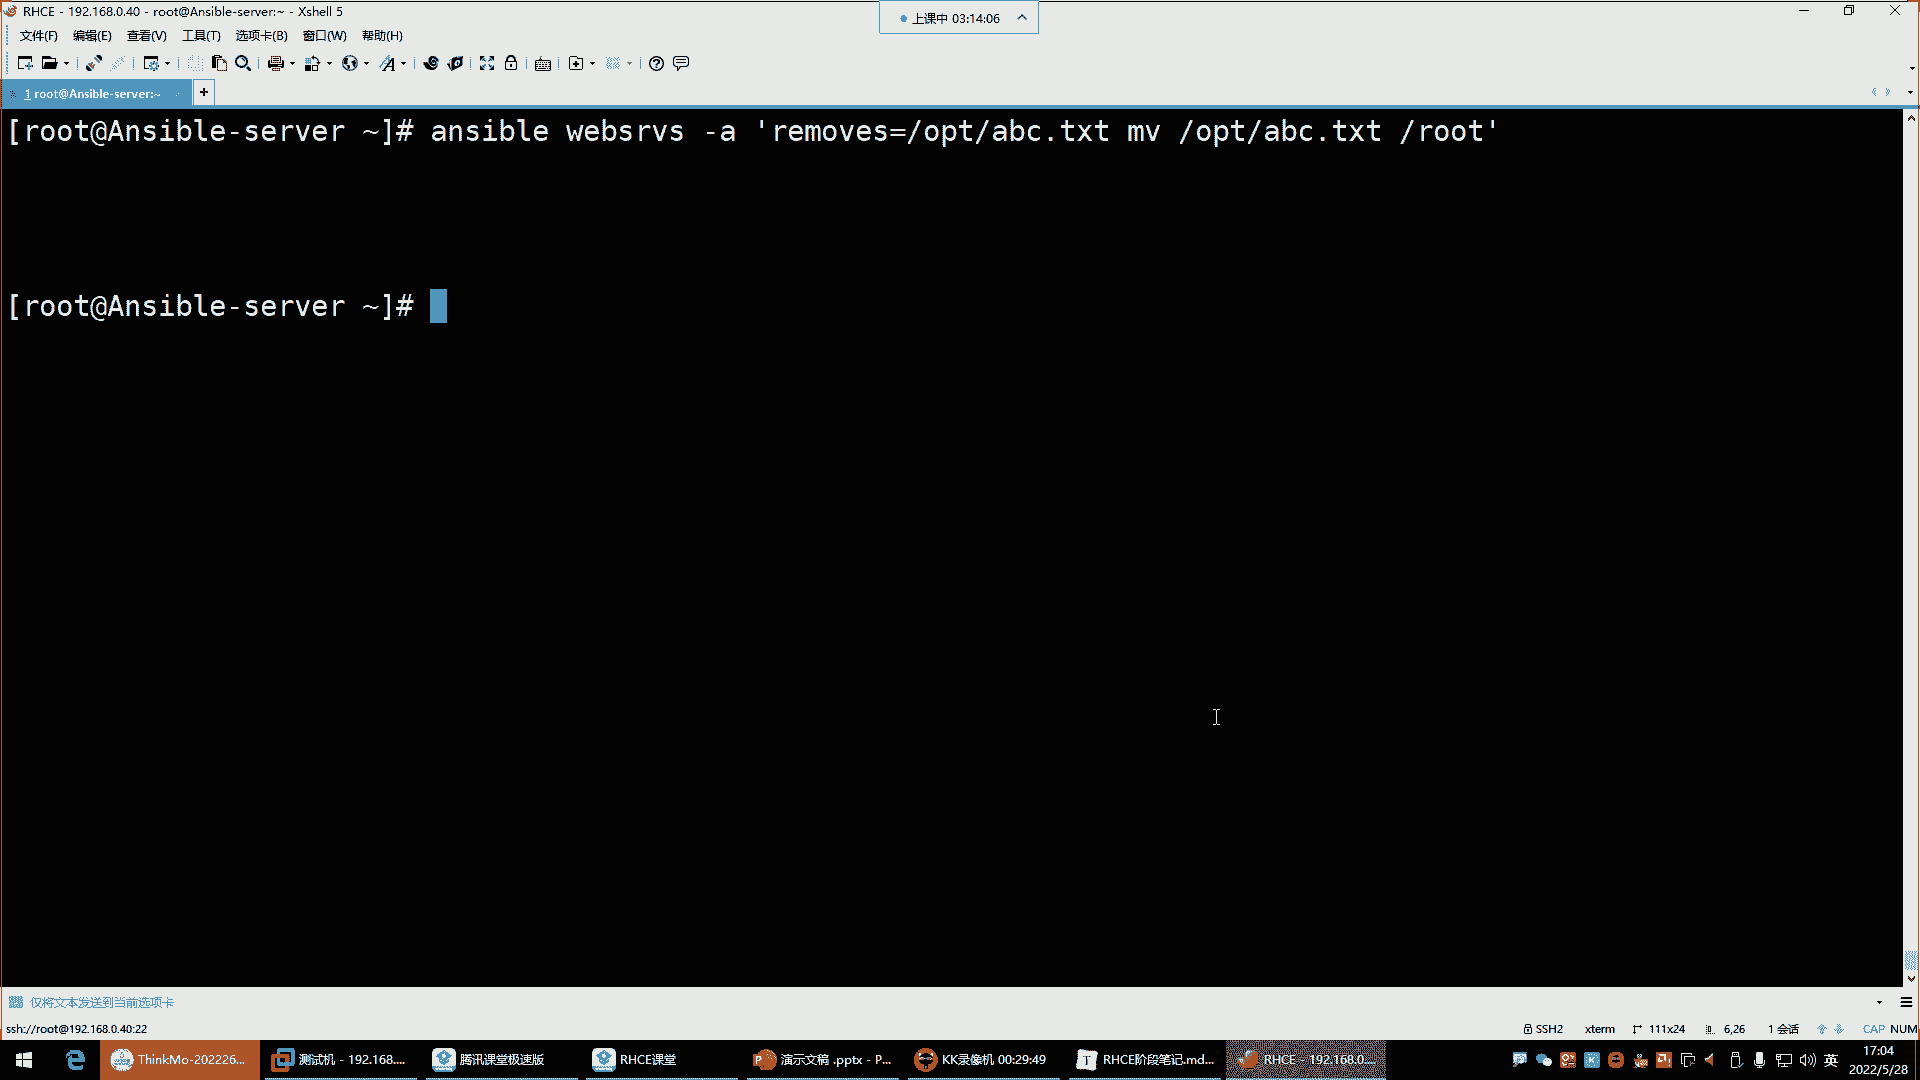 RHCE - 192.168.0.40 - root@Ansible-server:~ - Xshell 5
上课中 03:14:06
文件(F) 编辑(E) 查看(V) 工具(T) 选项卡(B) 窗口(W) 帮助(H)
1 root@Ansible-server:~
[root@Ansible-server ~]# ansible websrvs -a 'removes=/opt/abc.txt mv /opt/abc.txt /root'
[root@Ansible-server ~]#
仅将文本发送到当前选项卡
ssh://root@192.168.0.40:22
SSH2 xterm 111x24 6,26 1 会话 CAP NUM
ThinkMo-202226... 测试机 - 192.168.... 腾讯课堂极速版 RHCE课堂 演示文稿 .pptx - P... KK录像机 00:29:49 RHCE阶段笔记.md... RHCE - 192.168.0.... 英 17:04
2022/5/28